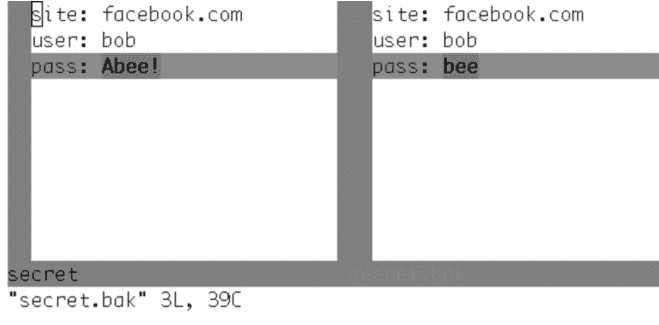 site: facebook.com
user: bob
pass: Abee!
site: facebook.com
user: bob
pass: bee
secret
"secret.bak" 3L, 39C